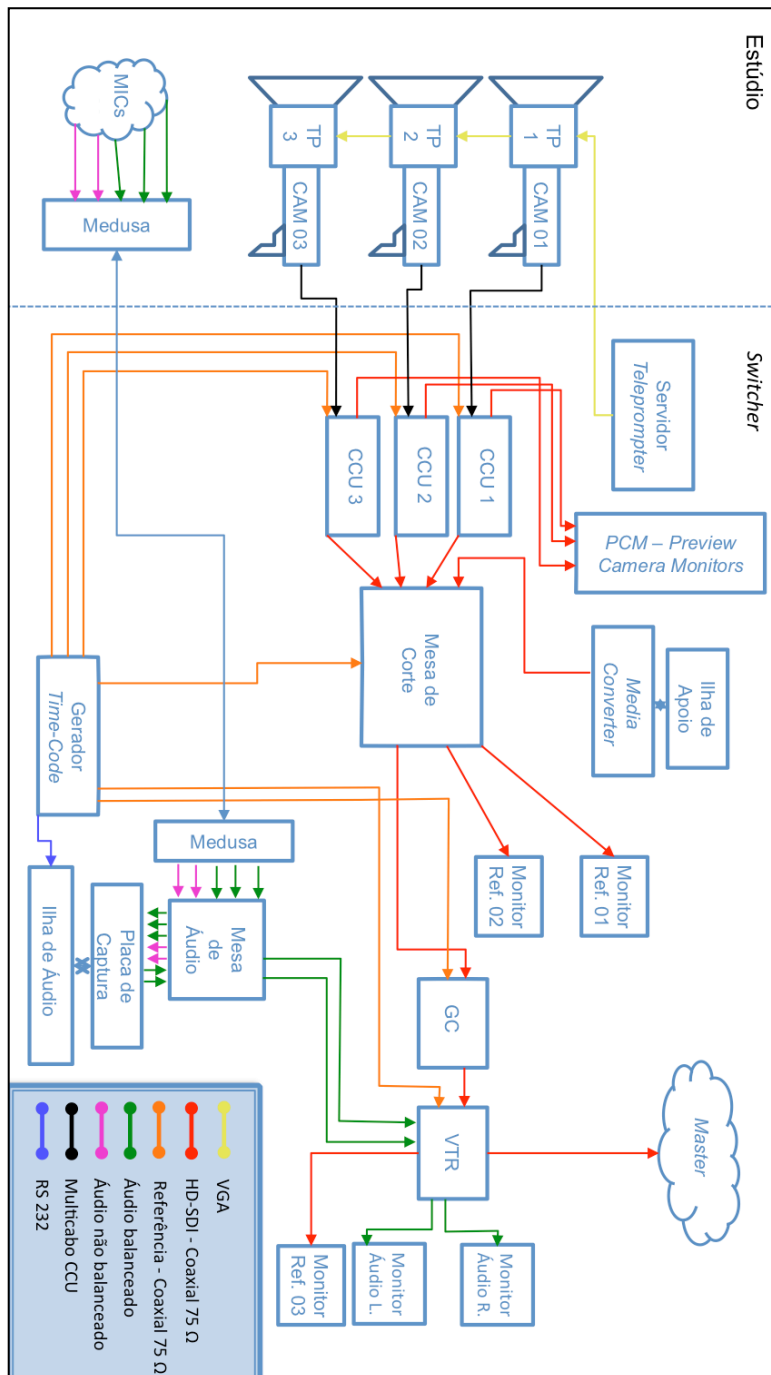 Estúdio
TP
1
CAM 01
TP
2
CAM 02
TP
3
CAM 03
MICs
Medusa
Switcher
Servidor
Teleprompter
PCM – Preview
Camera Monitors
Ilha de
Apoio
Media
Converter
CCU 1
CCU 2
CCU 3
Mesa de
Corte
Gerador
Time-Code
Monitor
Ref. 01
Monitor
Ref. 02
Medusa
Mesa
de
Áudio
Placa de
Captura
Ilha de Áudio
GC
VTR
Master
Monitor
Áudio R.
Monitor
Áudio L.
Monitor
Ref. 03
VGA
HD-SDI - Coaxial 75 Ω
Referência - Coaxial 75 Ω
Áudio balanceado
Áudio não balanceado
Multicabo CCU
RS 232